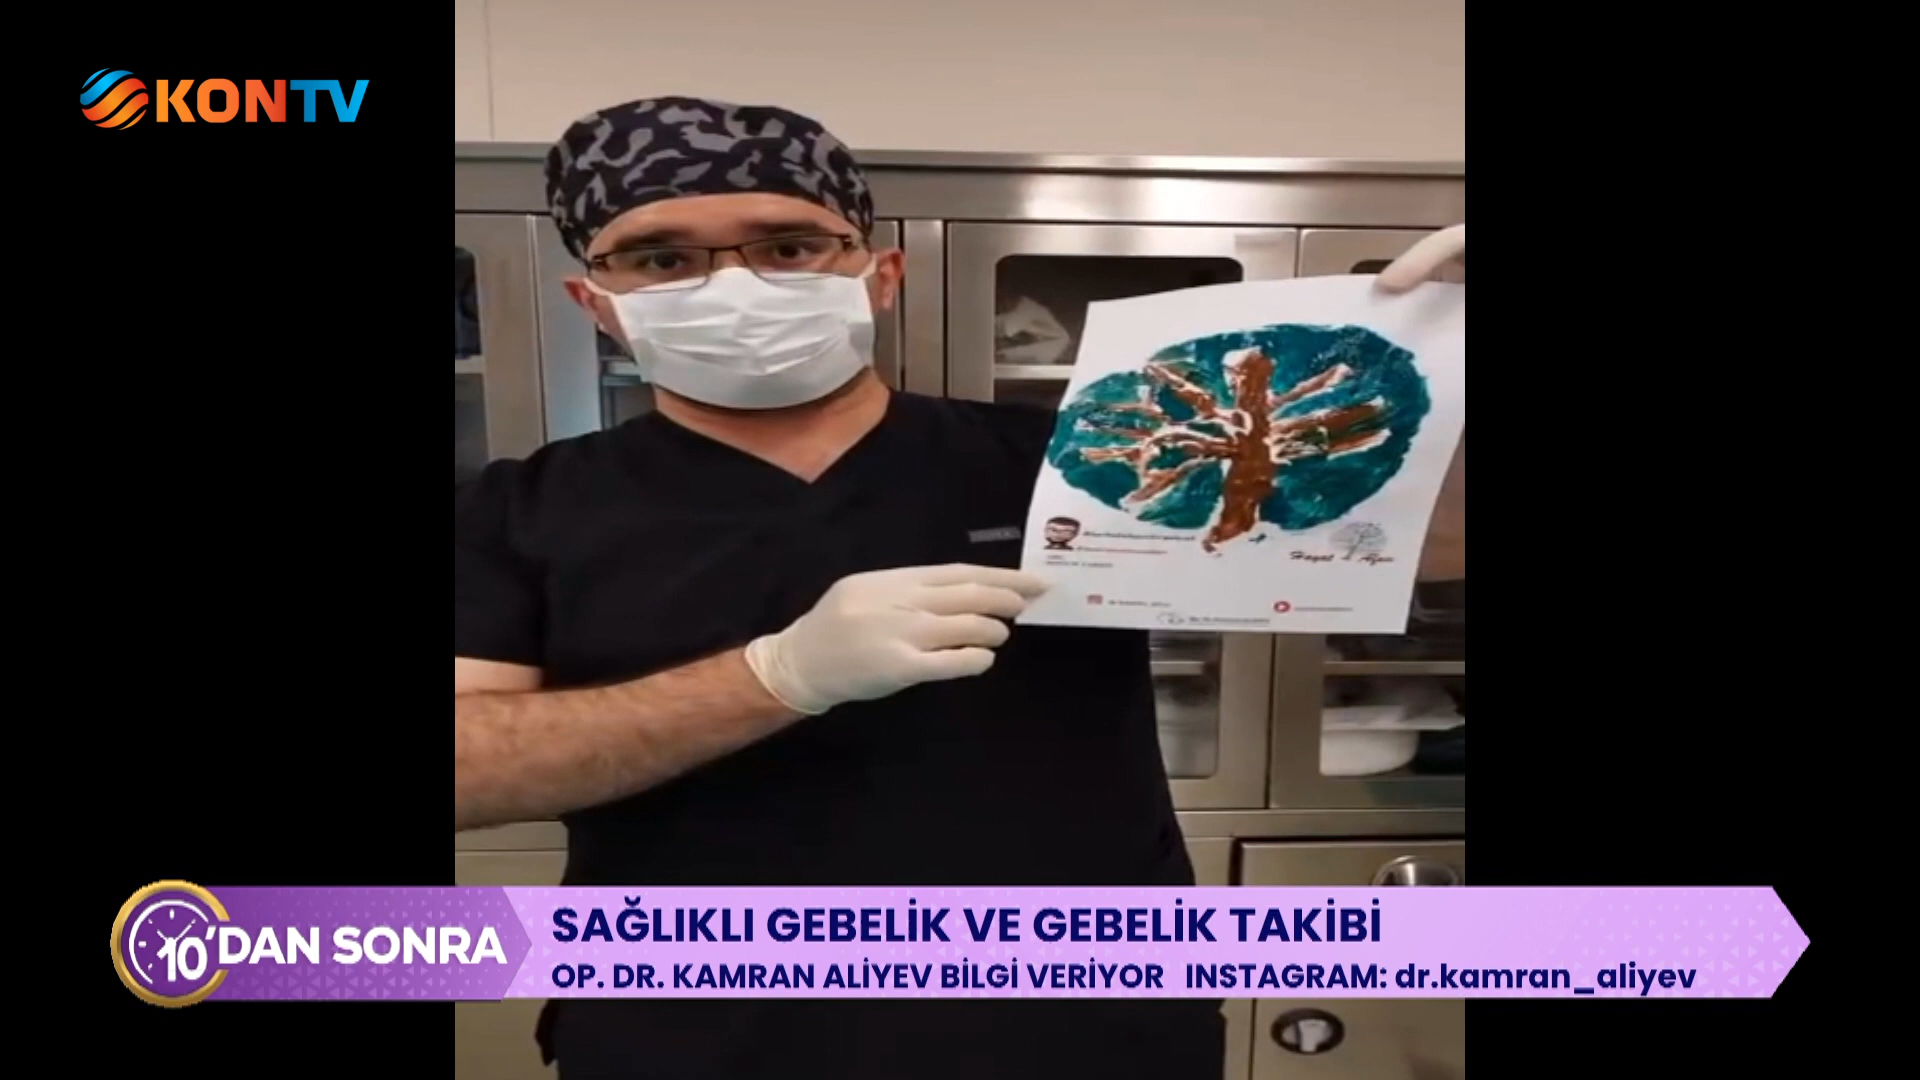 KONTV
Hayat Ağacı
10'DAN SONRA
SAĞLIKLI GEBELİK VE GEBELİK TAKİBİ
OP. DR. KAMRAN ALİYEV BİLGİ VERİYOR INSTAGRAM: dr.kamran_aliyev